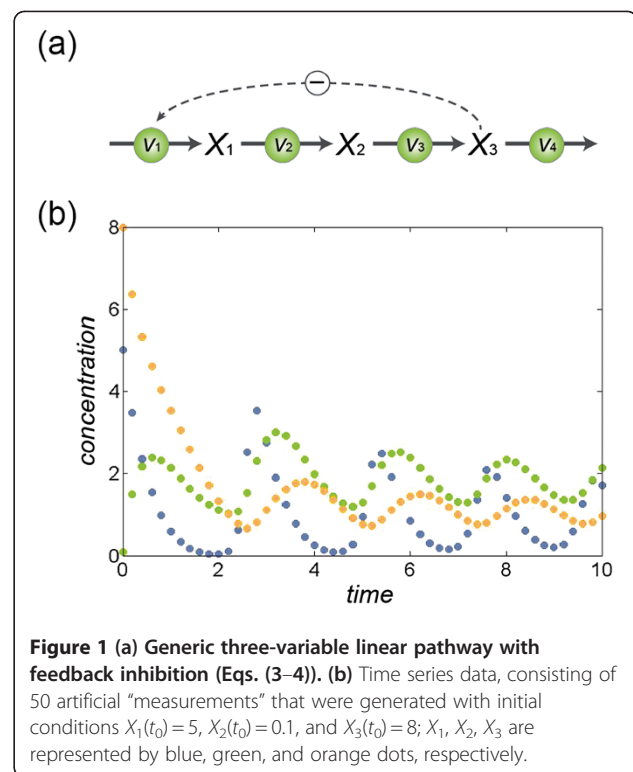 (a)
−
V1 X1 V2 X2 V3 X3 V4
(b)
8
6
4
2
0
concentration
0 2 4 6 8 10
time
Figure 1 (a) Generic three-variable linear pathway with
feedback inhibition (Eqs. (3–4)). (b) Time series data, consisting of
50 artificial “measurements” that were generated with initial
conditions X1(t0) = 5, X2(t0) = 0.1, and X3(t0) = 8; X1, X2, X3 are
represented by blue, green, and orange dots, respectively.